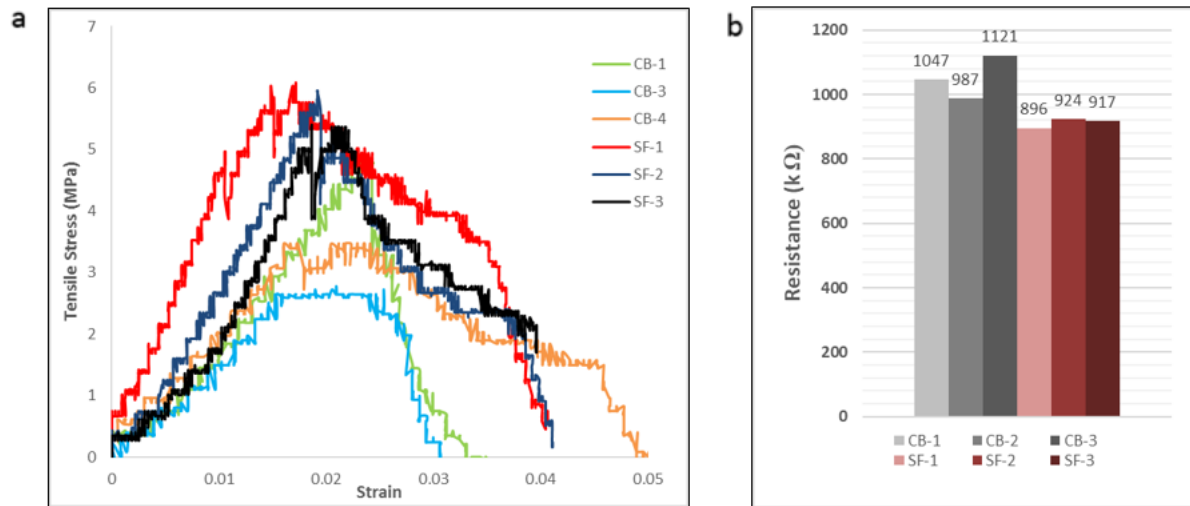 a
7
6
5
4
3
2
1
0
Tensile Stress (MPa)
0 0.01 0.02 0.03 0.04 0.05
Strain
CB-1
CB-3
CB-4
SF-1
SF-2
SF-3
b
1200
1000
800
600
400
200
0
Resistance (k Ω)
1047
987
1121
896
924
917
CB-1 CB-2 CB-3
SF-1 SF-2 SF-3